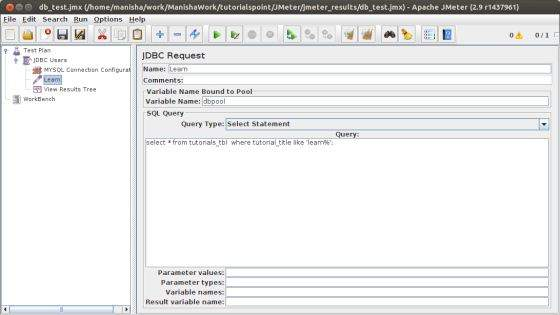 db_test.jmx (/home/manisha/work/ManishaWork/tutorialspoint/JMeter/jmeter_results/db_test.jmx) - Apache JMeter (2.9 r1437961)
File Edit Search Run Options Help
0 0 / 1
Test Plan
JDBC Users
MYSQL Connection Configurat
Learn
View Results Tree
WorkBench
JDBC Request
Name: Learn
Comments:
Variable Name Bound to Pool
Variable Name: dbpool
SQL Query
Query Type: Select Statement
Query:
select * from tutorials_tbl where tutorial_title like 'learn%';
Parameter values:
Parameter types:
Variable names:
Result variable name: